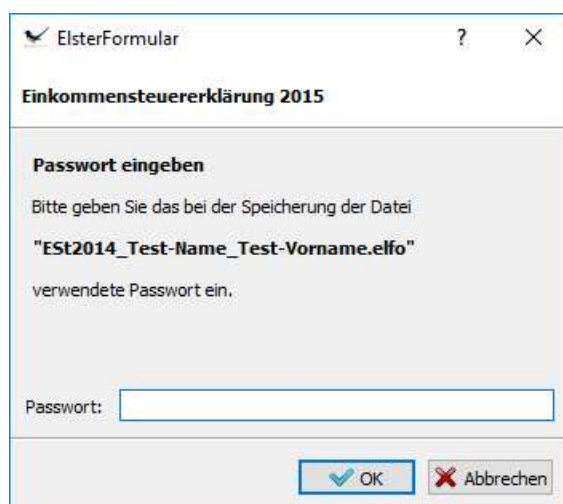 ElsterFormular
Einkommensteuererklärung 2015
Passwort eingeben
Bitte geben Sie das bei der Speicherung der Datei
"ESt2014_Test-Name_Test-Vorname.elfo"
verwendete Passwort ein.
Passwort:
OK Abbrechen